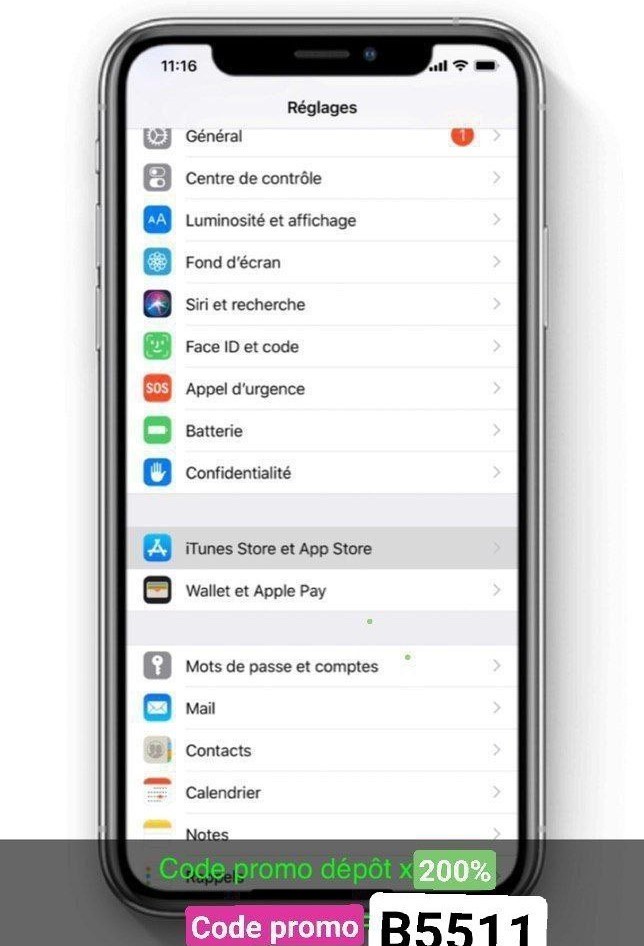 11:16
Réglages
Général
1
Centre de contrôle
AA
Luminosité et affichage
Fond d'écran
Siri et recherche
Face ID et code
SOS
Appel d'urgence
Batterie
Confidentialité
iTunes Store et App Store
Wallet et Apple Pay
Mots de passe et comptes
Mail
Contacts
Calendrier
Notes
Rappels
Code promo dépôt x 200%
Code promo B5511